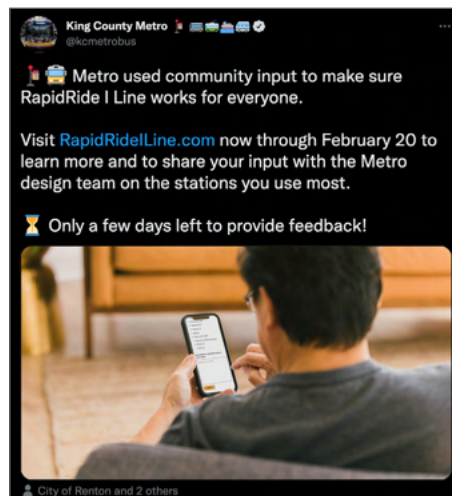 King County Metro
@kcmetrobus
Metro used community input to make sure
RapidRide I Line works for everyone.
Visit RapidRideILine.com now through February 20 to
learn more and to share your input with the Metro
design team on the stations you use most.
Only a few days left to provide feedback!
City of Renton and 2 others